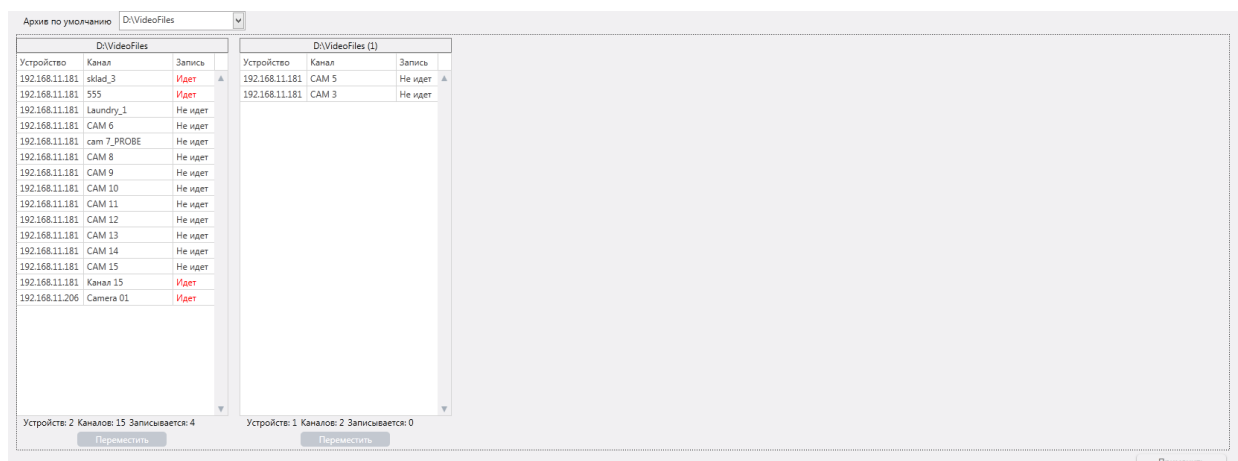 Архив по умолчанию D:\VideoFiles
D:\VideoFiles D:\VideoFiles (1)
Устройство Канал Запись Устройство Канал Запись
192.168.11.181 sklad_3 Идет 192.168.11.181 CAM 5 Не идет
192.168.11.181 555 Идет 192.168.11.181 CAM 3 Не идет
192.168.11.181 Laundry_1 Не идет
192.168.11.181 CAM 6 Не идет
192.168.11.181 cam 7_PROBE Не идет
192.168.11.181 CAM 8 Не идет
192.168.11.181 CAM 9 Не идет
192.168.11.181 CAM 10 Не идет
192.168.11.181 CAM 11 Не идет
192.168.11.181 CAM 12 Не идет
192.168.11.181 CAM 13 Не идет
192.168.11.181 CAM 14 Не идет
192.168.11.181 CAM 15 Не идет
192.168.11.181 Канал 15 Идет
192.168.11.206 Camera 01 Идет
Устройств: 2 Каналов: 15 Записывается: 4 Устройств: 1 Каналов: 2 Записывается: 0
Переместить Переместить